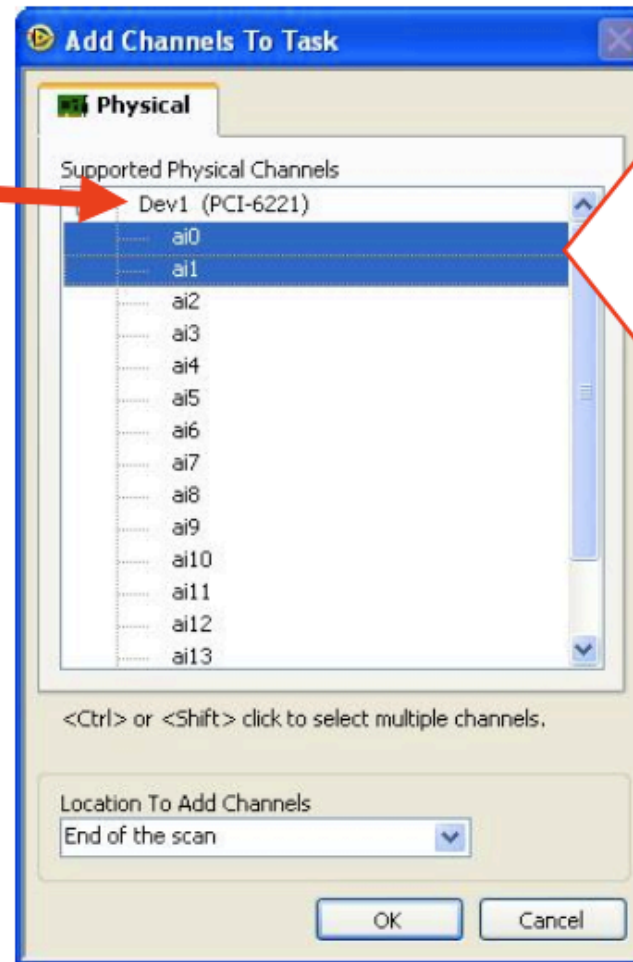 Add Channels To Task
Physical
Supported Physical Channels
Dev1 (PCI-6221)
ai0
ai1
ai2
ai3
ai4
ai5
ai6
ai7
ai8
ai9
ai10
ai11
ai12
ai13
<Ctrl> or <Shift> click to select multiple channels.
Location To Add Channels
End of the scan
OK Cancel